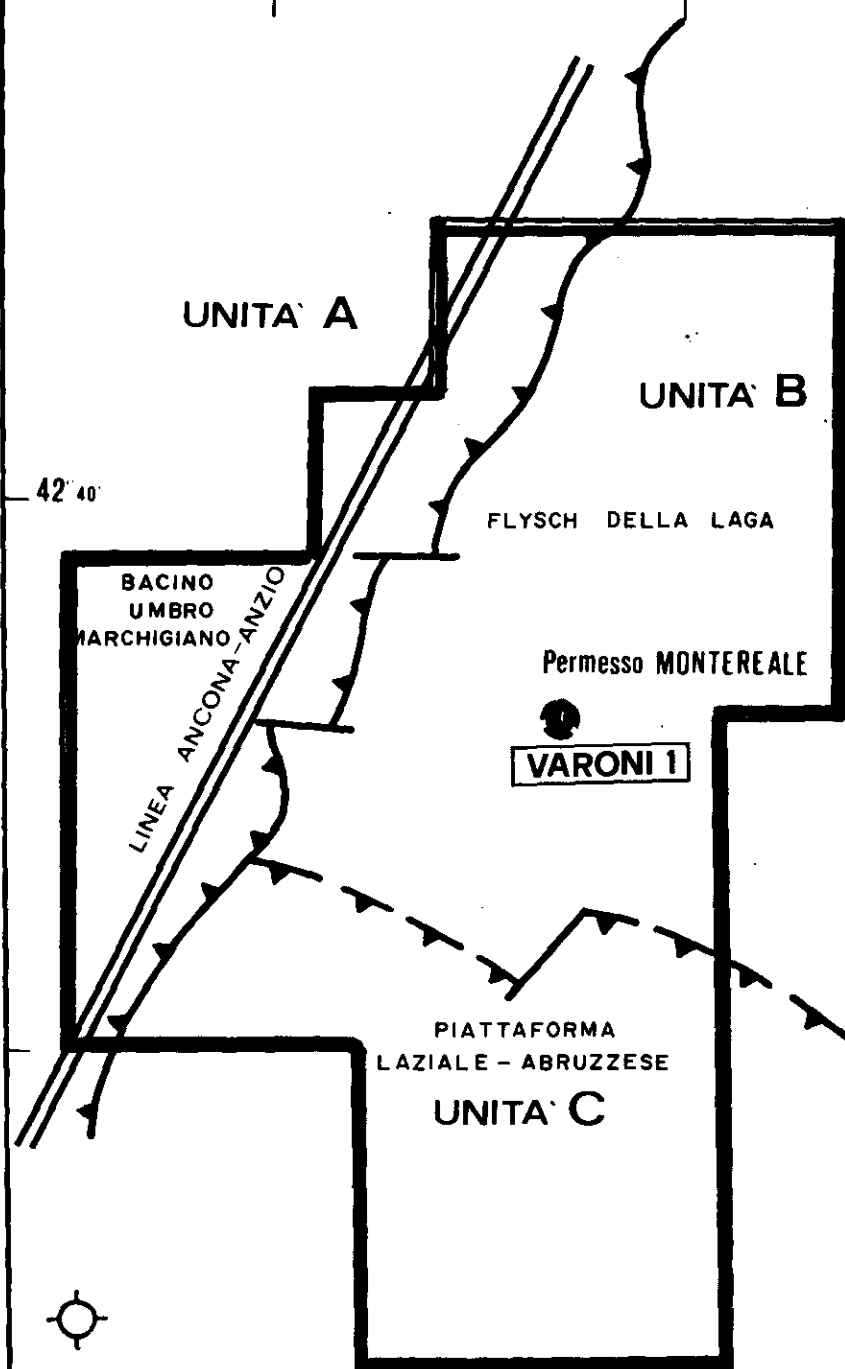 UNITA' A
UNITA' B
42° 40'
FLYSCH DELLA LAGA
BACINO
UMBRO
MARCHIGIANO
LINEA ANCONA-ANZIO
Permesso MONTEREALE
VARONI 1
PIATTAFORMA
LAZIALE - ABRUZZESE
UNITA' C